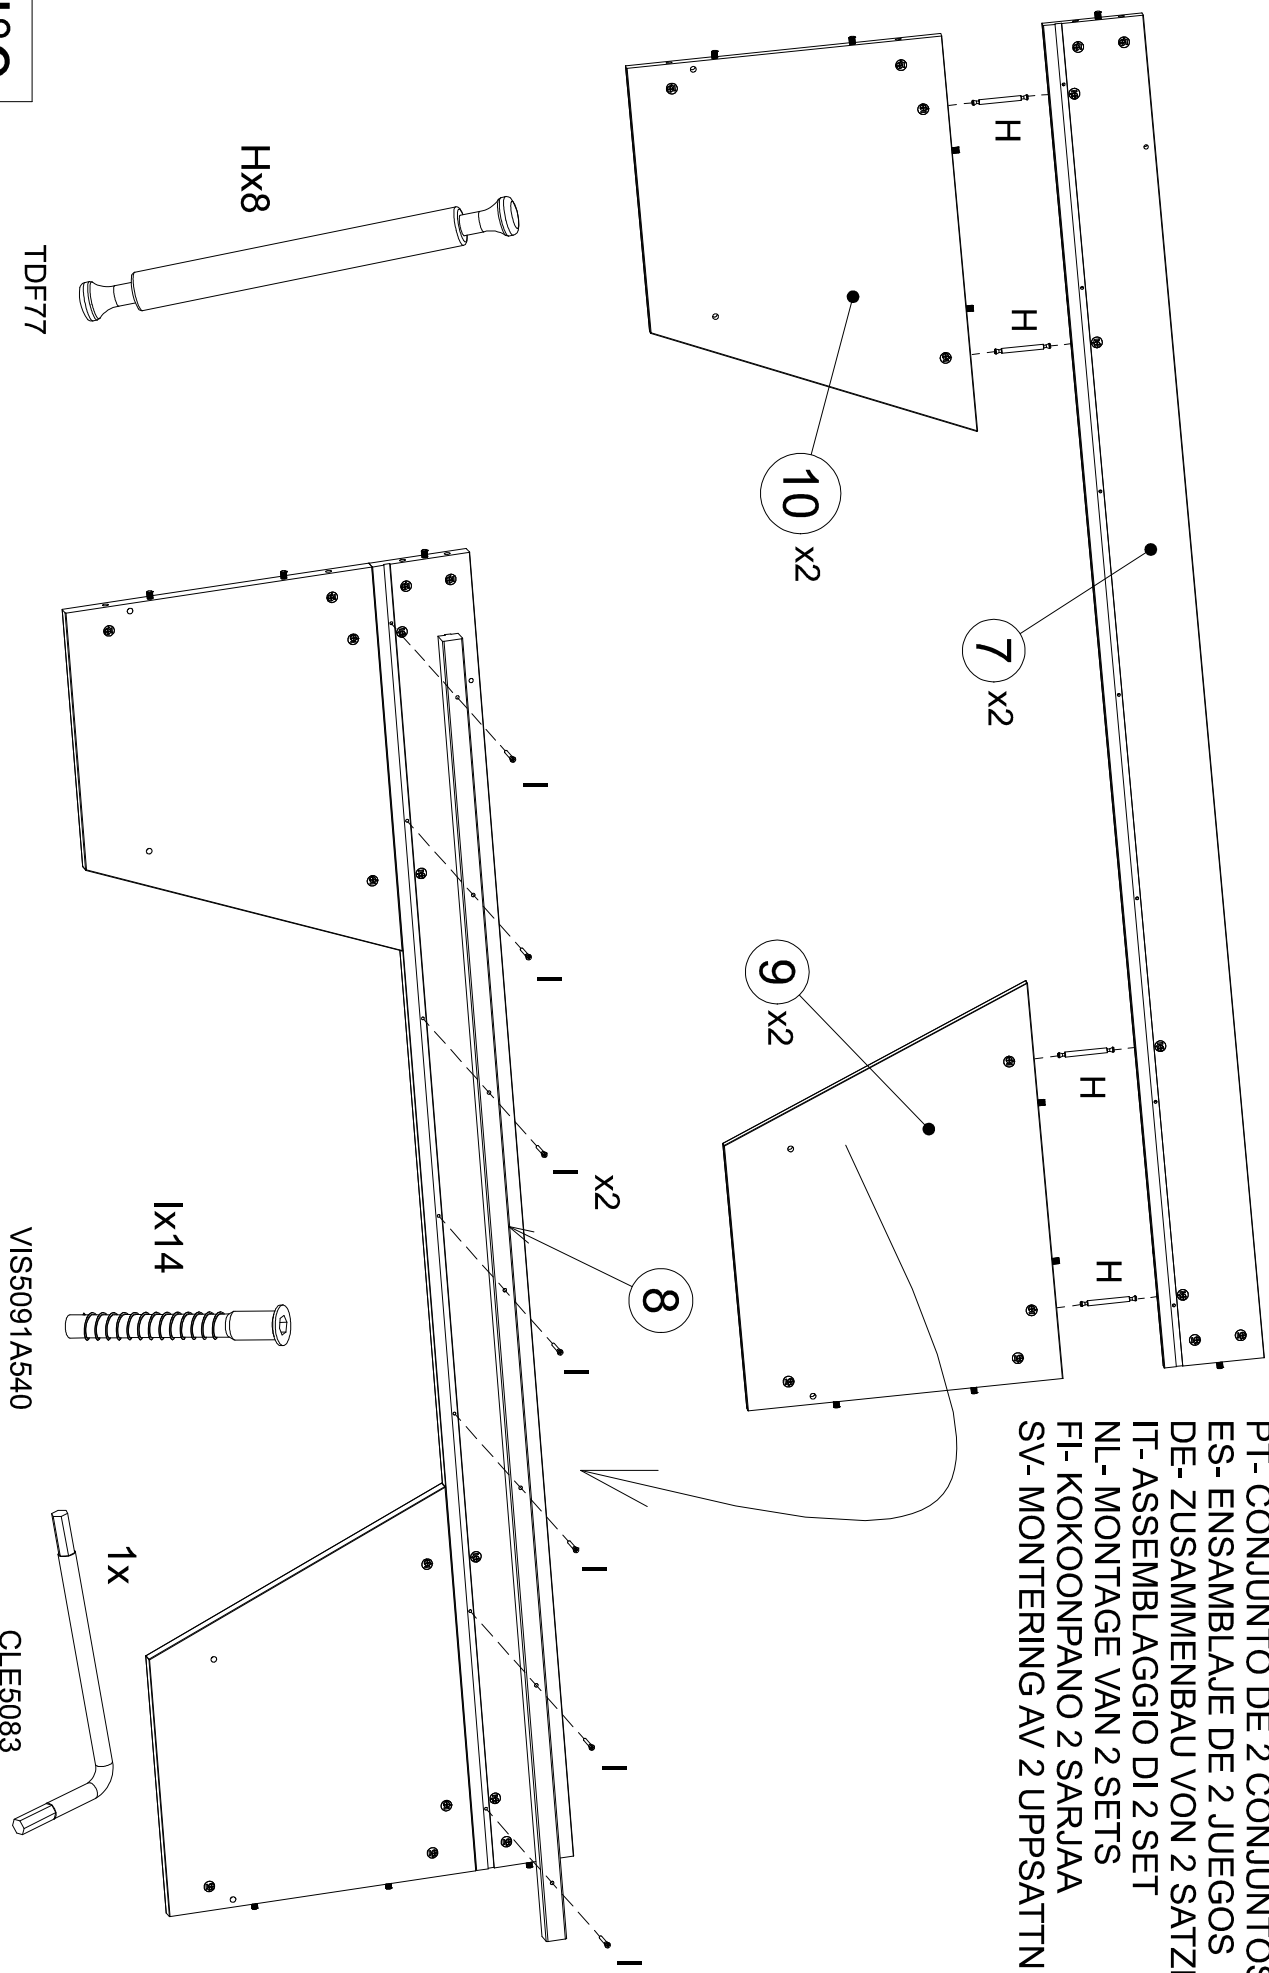 PT- CONJUNTO DE 2 CONJUNTOS
ES- ENSAMBLAJE DE 2 JUEGOS
DE- ZUSAMMENBAU VON 2 SATZ
IT- ASSEMBLAGGIO DI 2 SET
NL- MONTAGE VAN 2 SETS
FI- KOKOONPANO 2 SARJAA
SV- MONTERING AV 2 UPPSATTN
7 x2
H
H
H
H
10 x2
9 x2
8
x2
I
I
I
I
I
I
I
Hx8
TDF77
Ix14
VIS5091A540
1x
CLE5083